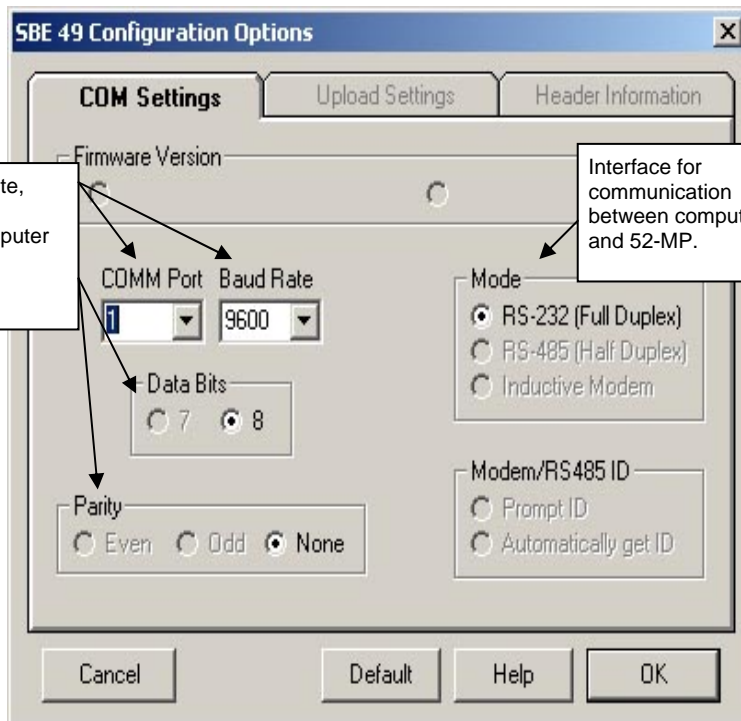 SBE 49 Configuration Options
COM Settings
Upload Settings
Header Information
Firmware Version
Interface for
communication
between
and 52-MP.
COMM Port
Baud Rate
1
9600
Mode
RS-232 (Full Duplex)
RS-485 (Half Duplex)
Inductive Modem
Data Bits
7
8
Modem/RS485 ID
Prompt ID
Automatically get ID
Parity
Even
Odd
None
Cancel
Default
Help
OK